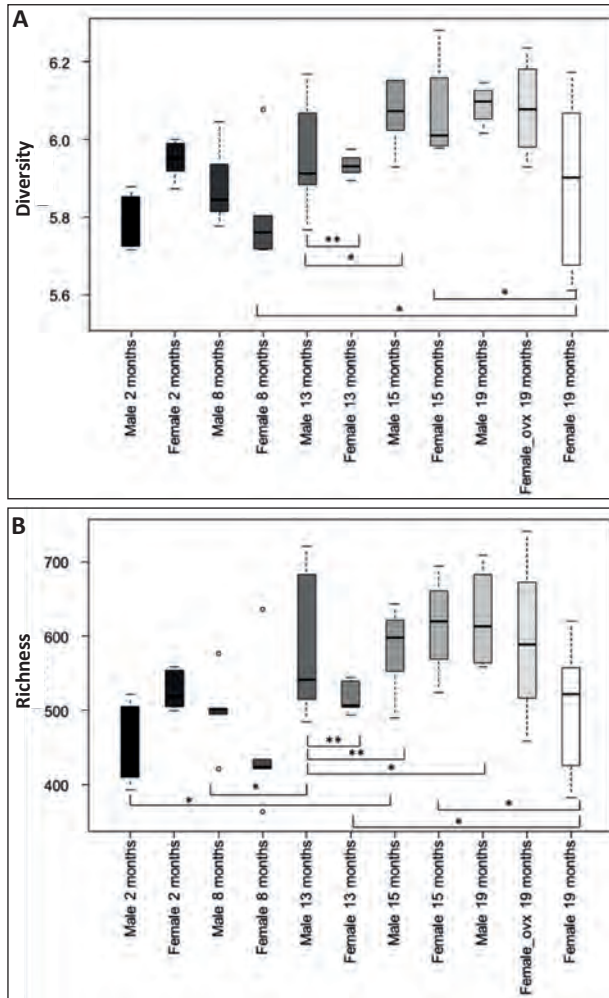 A
Diversity
6.2
6.0
5.8
5.6
**
*
*
*
Male 2 months
Female 2 months
Male 8 months
Female 8 months
Male 13 months
Female 13 months
Male 15 months
Female 15 months
Male 19 months
Female_ovx 19 months
Female 19 months
B
Richness
700
600
500
400
**
**
*
*
*
*
*
Male 2 months
Female 2 months
Male 8 months
Female 8 months
Male 13 months
Female 13 months
Male 15 months
Female 15 months
Male 19 months
Female_ovx 19 months
Female 19 months